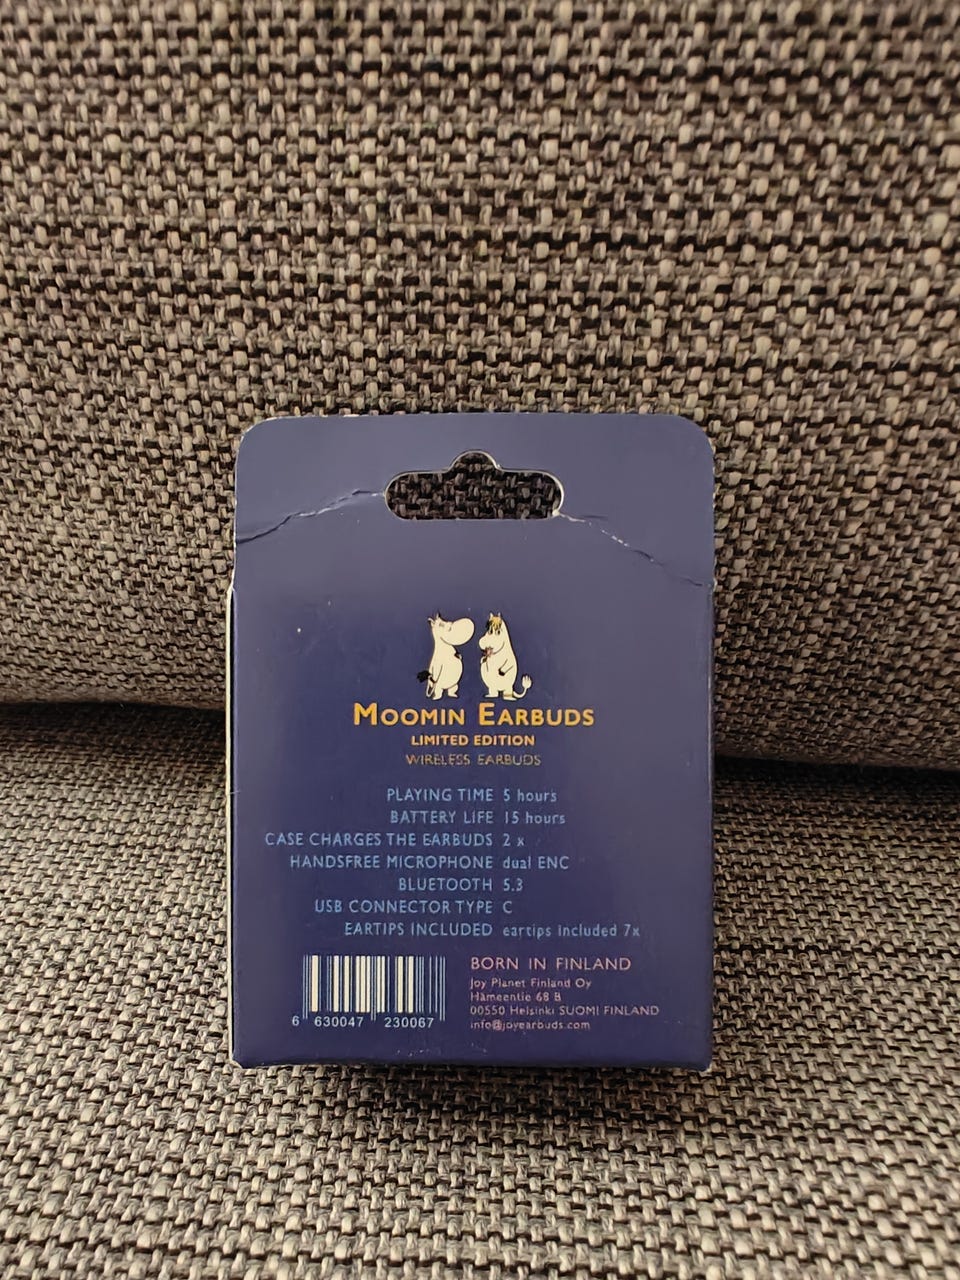 MOOMIN EARBUDS
LIMITED EDITION
WIRELESS EARBUDS
PLAYING TIME 5 hours
BATTERY LIFE 15 hours
CASE CHARGES THE EARBUDS 2 x
HANDSFREE MICROPHONE dual ENC
BLUETOOTH 5.3
USB CONNECTOR TYPE C
EARTIPS INCLUDED eartips included 7x
BORN IN FINLAND
Joy Planet Finland Oy
Hämeentie 68 B
00550 Helsinki SUOMI FINLAND
info@joyearbuds.com
6 630047 230067